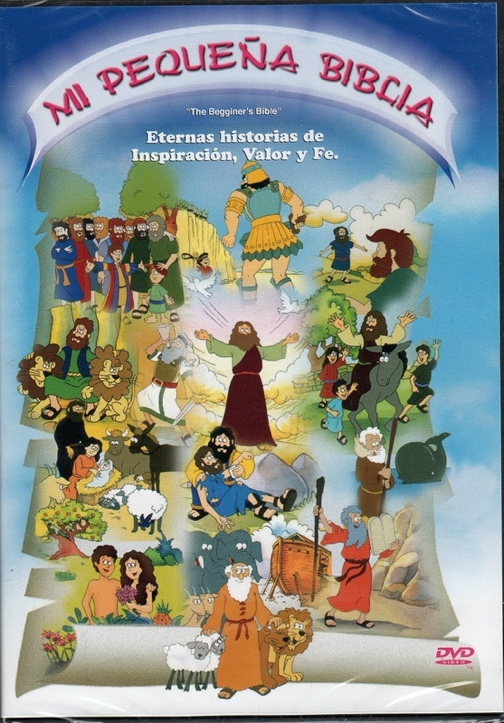 MI PEQUEÑA BIBLIA
"The Begginer's Bible"
Eternas historias de
Inspiración, Valor y Fe.
DVD
VIDEO